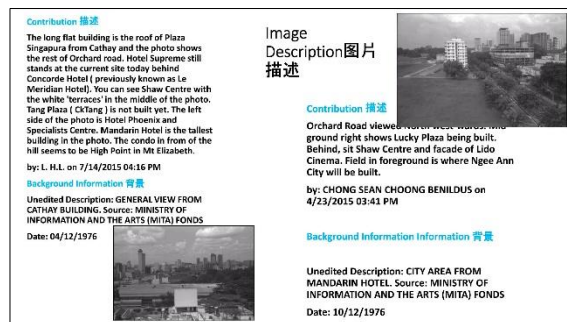 Contribution 描述
The long flat building is the roof of Plaza
Singapura from Cathay and the photo shows
the rest of Orchard road. Hotel Supreme still
stands at the current site today behind
Concorde Hotel ( previously known as Le
Meridian Hotel). You can see Shaw Centre with
the white 'terraces' in the middle of the photo.
Tang Plaza ( CkTang ) is not built yet. The left
side of the photo is Hotel Phoenix and
Specialists Centre. Mandarin Hotel is the tallest
building in the photo. The condo in from of the
hill seems to be High Point in Mt Elizabeth.
by: L. H.L. on 7/14/2015 04:16 PM
Background Information 背景
Unedited Description: GENERAL VIEW FROM
CATHAY BUILDING. Source: MINISTRY OF
INFORMATION AND THE ARTS (MITA) FONDS
Date: 04/12/1976
Image
Description图片
描述
Contribution 描述
Orchard Road viewed
ground right shows Lucky Plaza being built.
Behind, sit Shaw Centre and facade of Lido
Cinema. Field in foreground is where Ngee Ann
City will be built.
by: CHONG SEAN CHOONG BENILDUS on
4/23/2015 03:41 PM
Background Information Information 背景
Unedited Description: CITY AREA FROM
MANDARIN HOTEL. Source: MINISTRY OF
INFORMATION AND THE ARTS (MITA) FONDS
Date: 10/12/1976